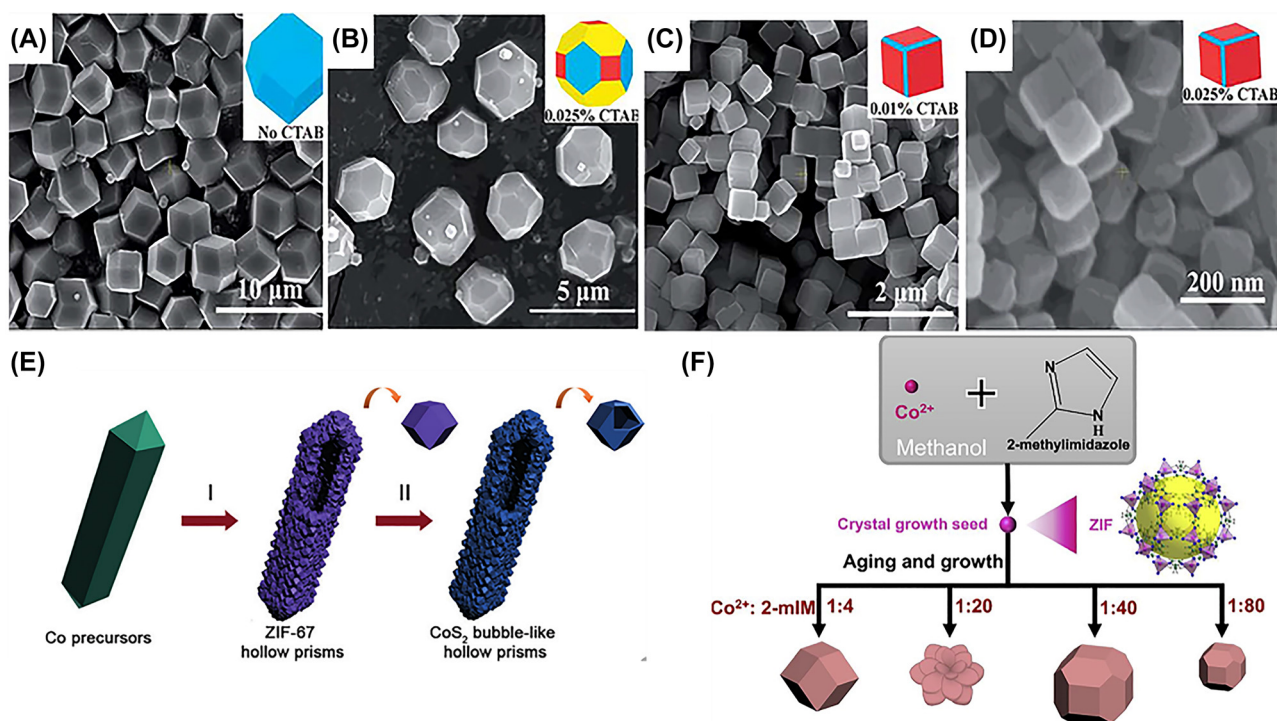 (A)
No CTAB
10 μm
(B)
0.025% CTAB
5 μm
(C)
0.01% CTAB
2 μm
(D)
0.025% CTAB
200 nm
(E)
I
II
Co precursors
ZIF-67
hollow prisms
CoS₂ bubble-like
hollow prisms
(F)
Co²⁺
+
N
N
H
Methanol
2-methylimidazole
Crystal growth seed
ZIF
Aging and growth
Co²⁺: 2-mIM
1:4
1:20
1:40
1:80